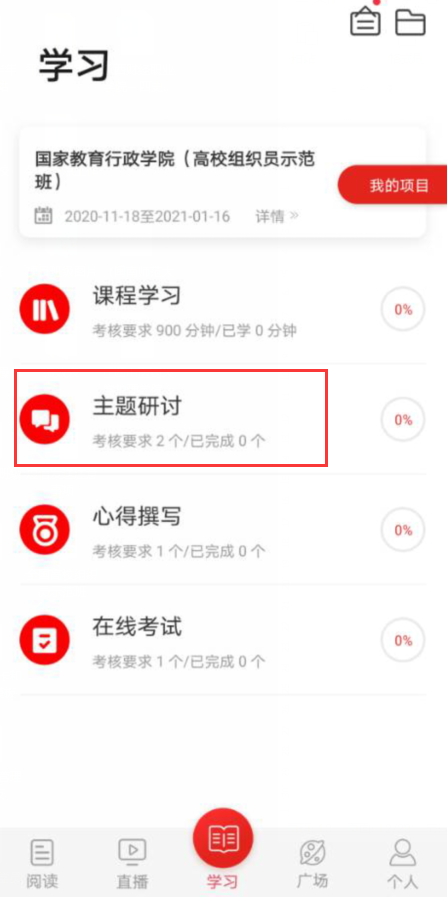 学习
国家教育行政学院（高校组织员示范
班）
我的项目
2020-11-18至2021-01-16 详情 »
课程学习
考核要求 900 分钟/已学 0 分钟
0%
主题研讨
考核要求 2 个/已完成 0 个
0%
心得撰写
考核要求 1 个/已完成 0 个
0%
在线考试
考核要求 1 个/已完成 0 个
0%
阅读 直播 学习 广场 个人